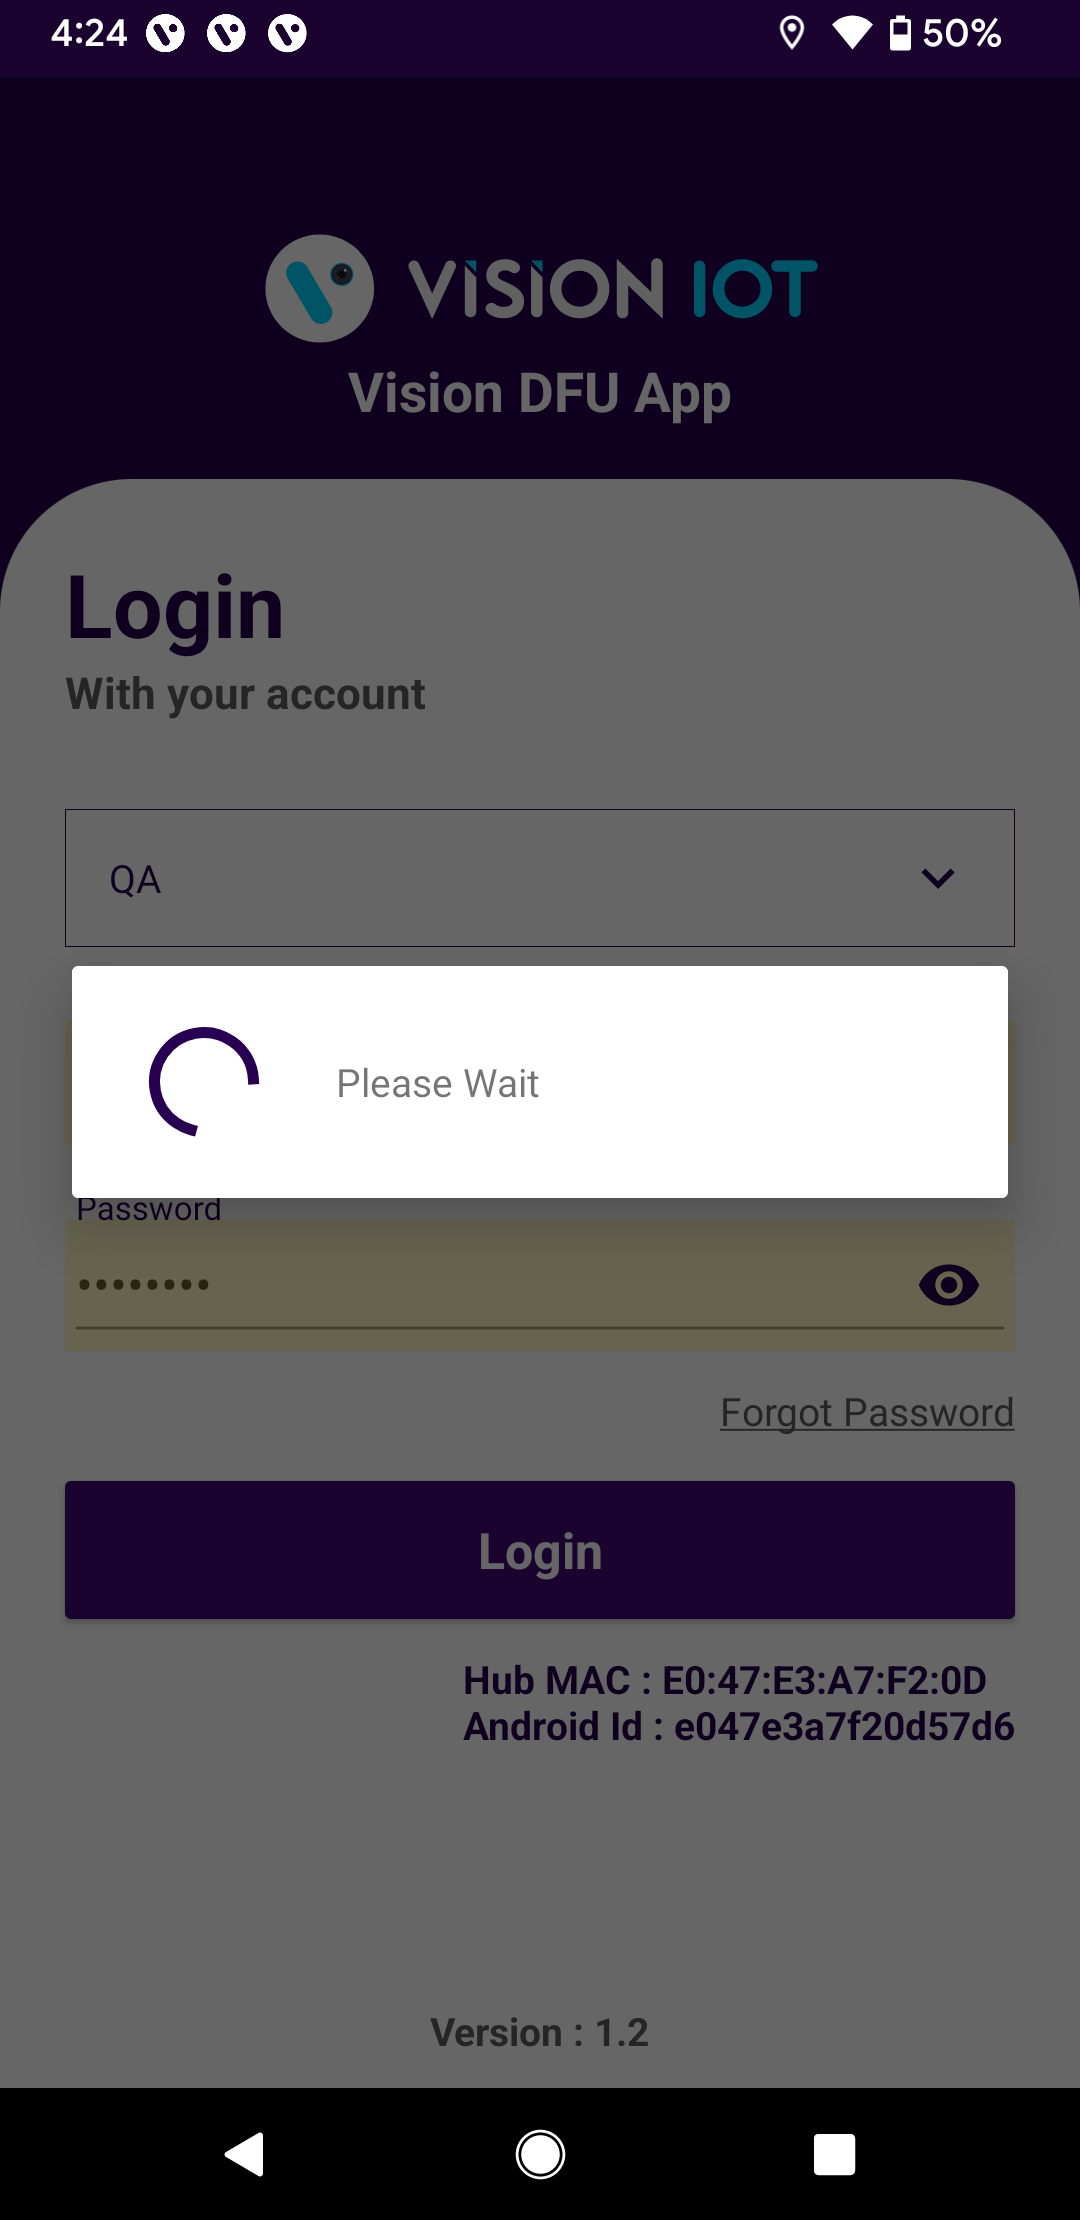 4:24 50%
VISION IOT
Vision DFU App
Login
With your account
QA
Please Wait
Password
Forgot Password
Login
Hub MAC : E0:47:E3:A7:F2:0D
Android Id : e047e3a7f20d57d6
Version : 1.2